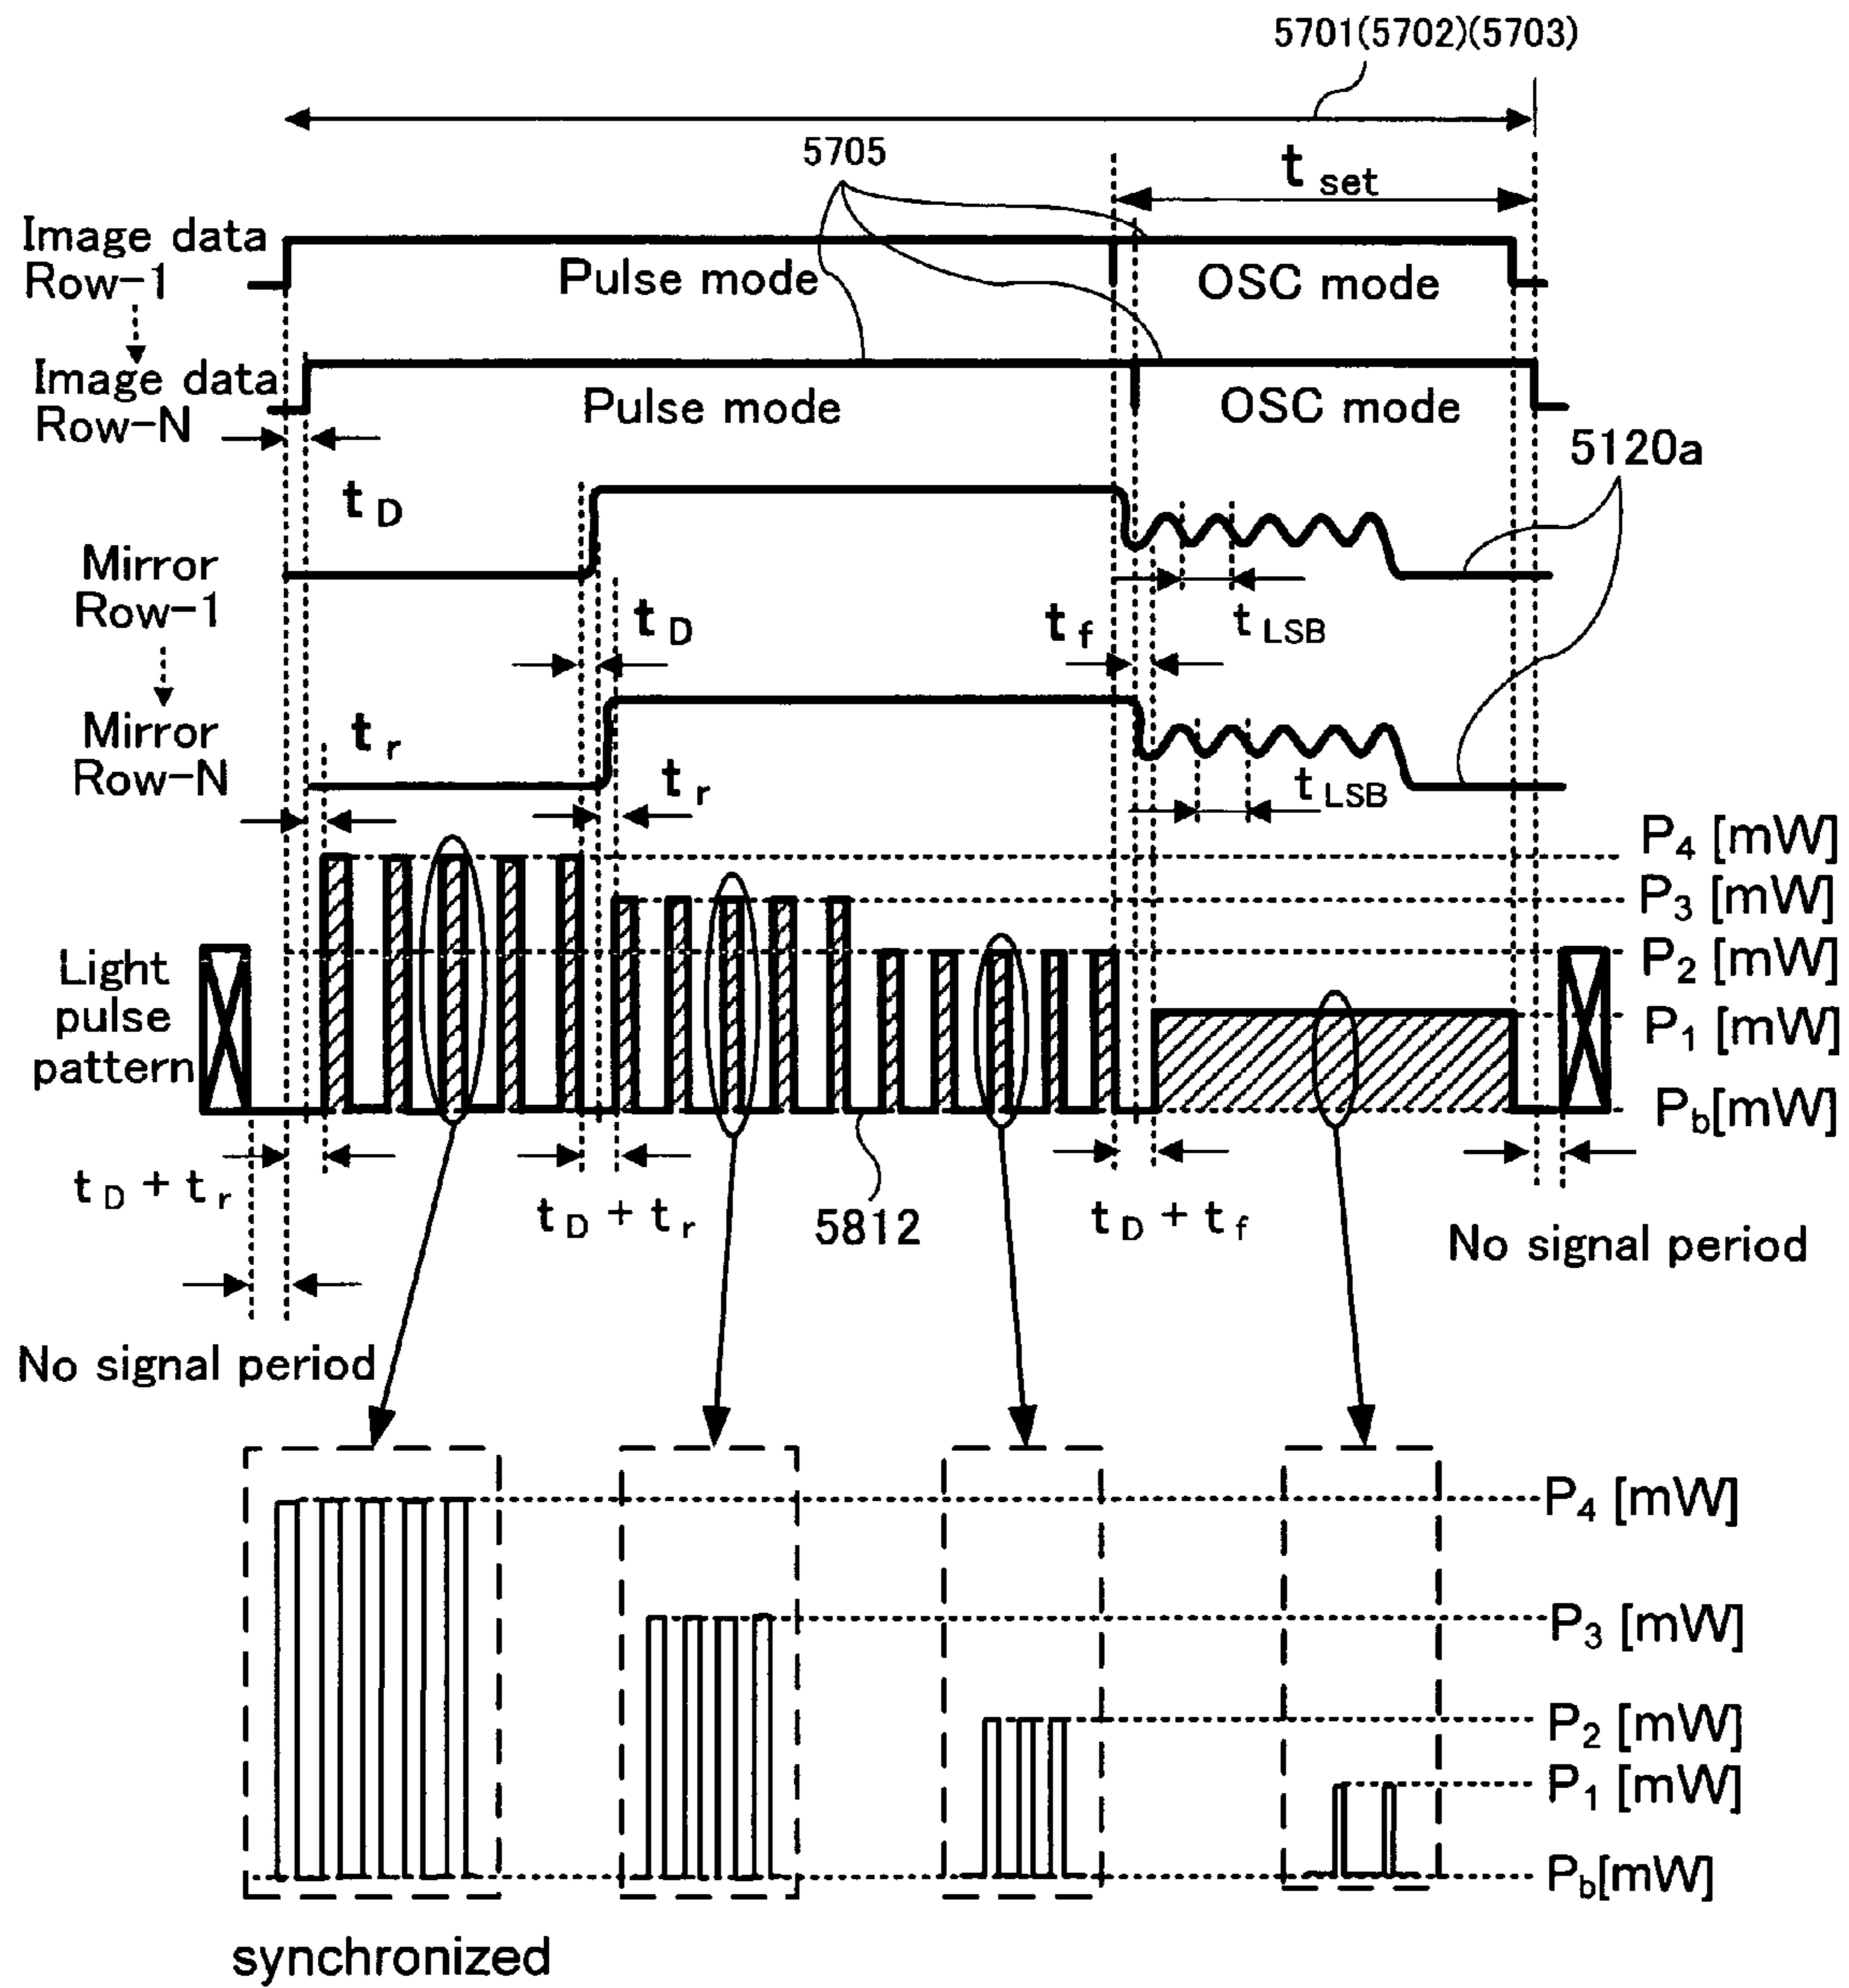 5701(5702)(5703)
5705
t set
Image data
Row-1
Pulse mode
OSC mode
Image data
Row-N
Pulse mode
OSC mode
5120a
t D
Mirror
Row-1
t D
t f
t LSB
Mirror
Row-N
t r
t r
t LSB
P4 [mW]
P3 [mW]
P2 [mW]
Light
pulse
pattern
P1 [mW]
Pb[mW]
t D + t r
t D + t r
5812
t D + t f
No signal period
No signal period
P4 [mW]
P3 [mW]
P2 [mW]
P1 [mW]
Pb[mW]
synchronized